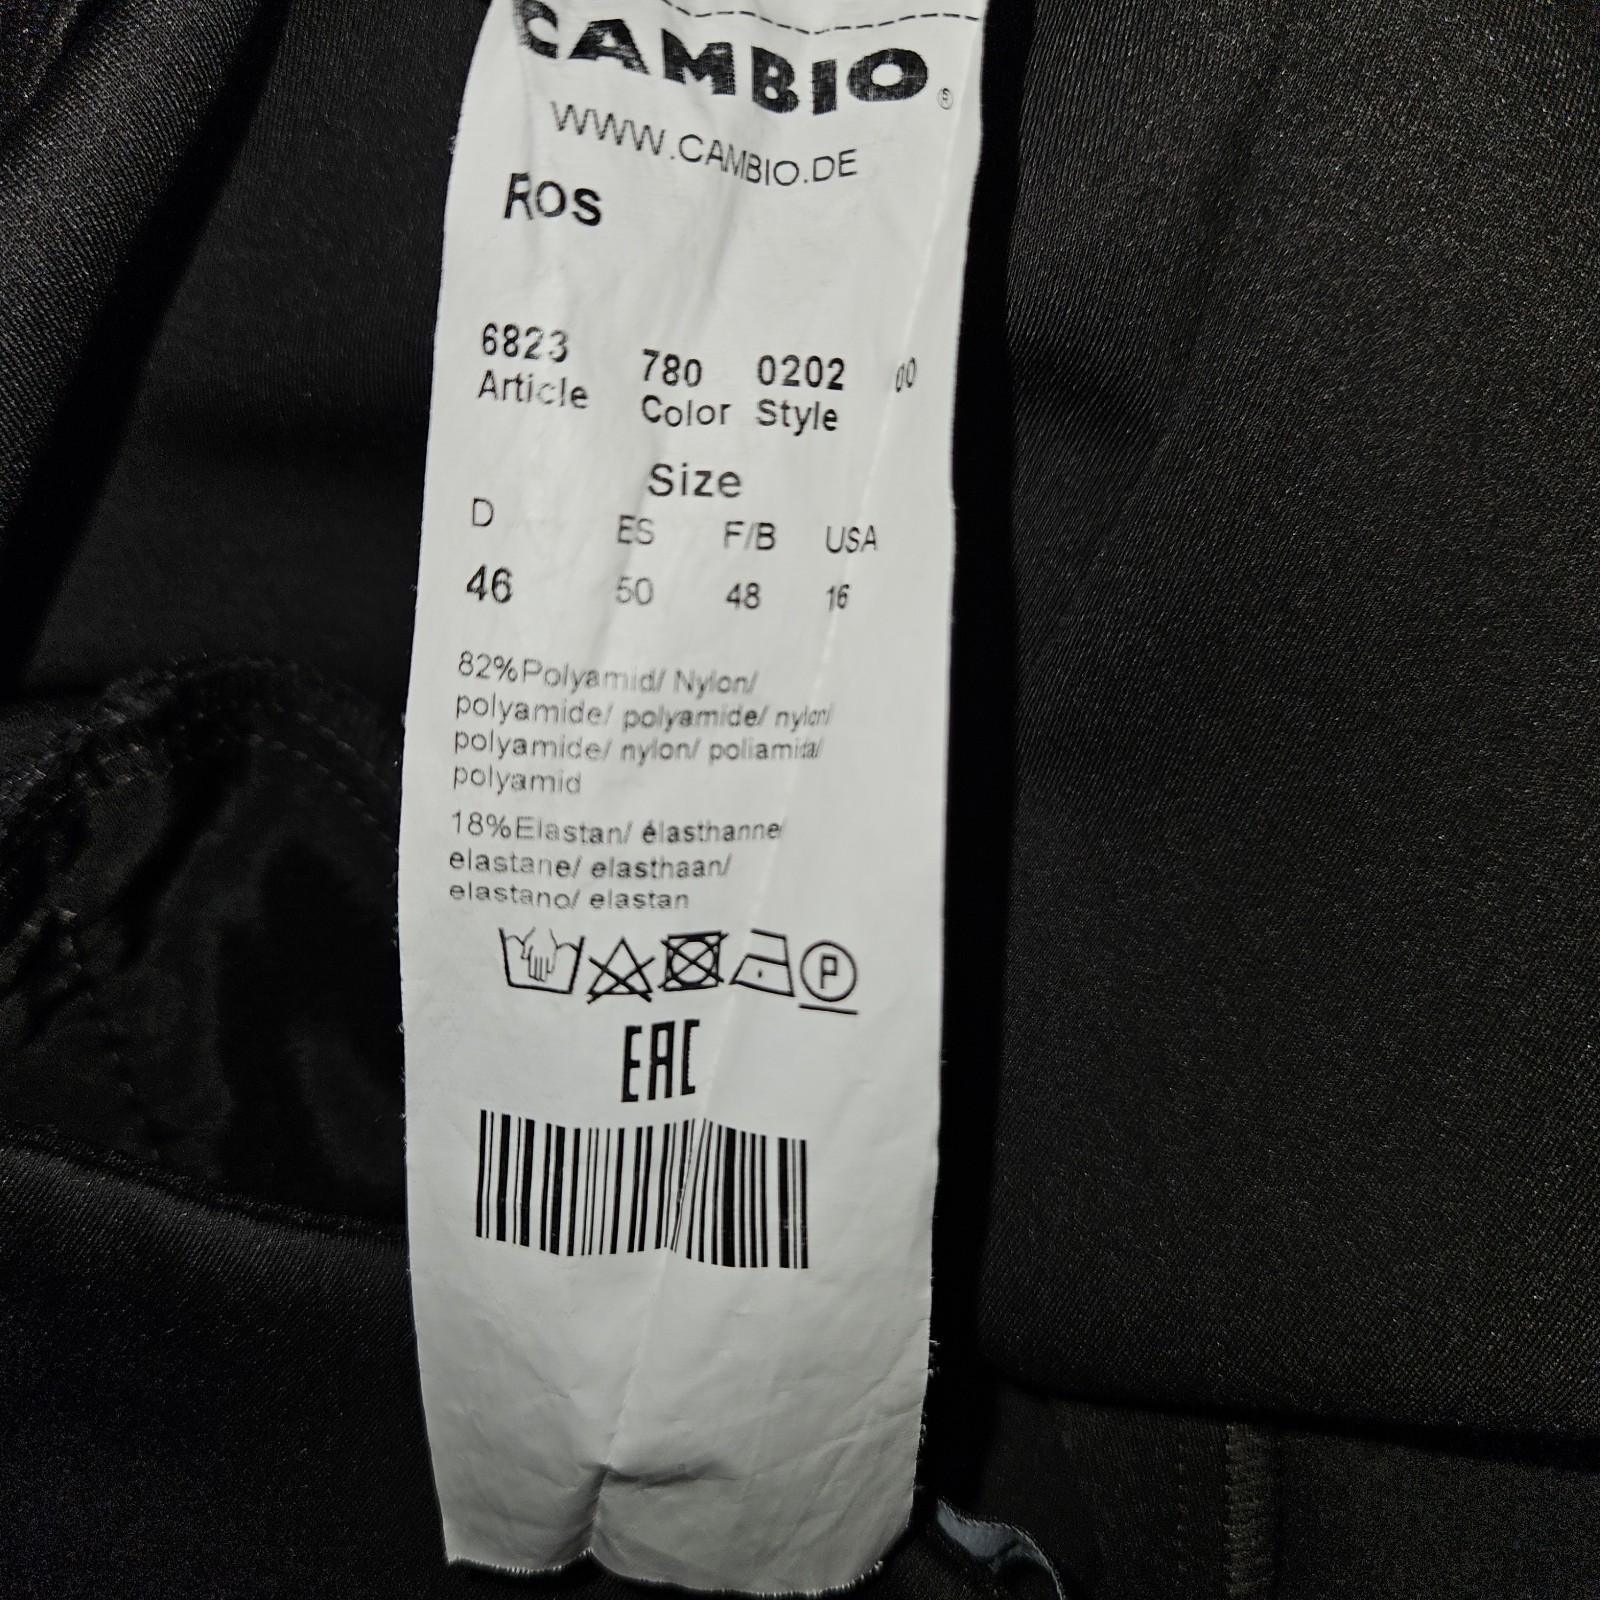 CAMBIO®
WWW.CAMBIO.DE
ROS
6823 780 0202 00
Article Color Style
Size
D ES F/B USA
46 50 48 16
82%Polyamid/ Nylon/
polyamide/ polyamide/ nylon/
polyamide/ nylon/ poliamida/
polyamid
18%Elastan/ élasthanne/
elastane/ elasthaan/
elastano/ elastan
P
EAC